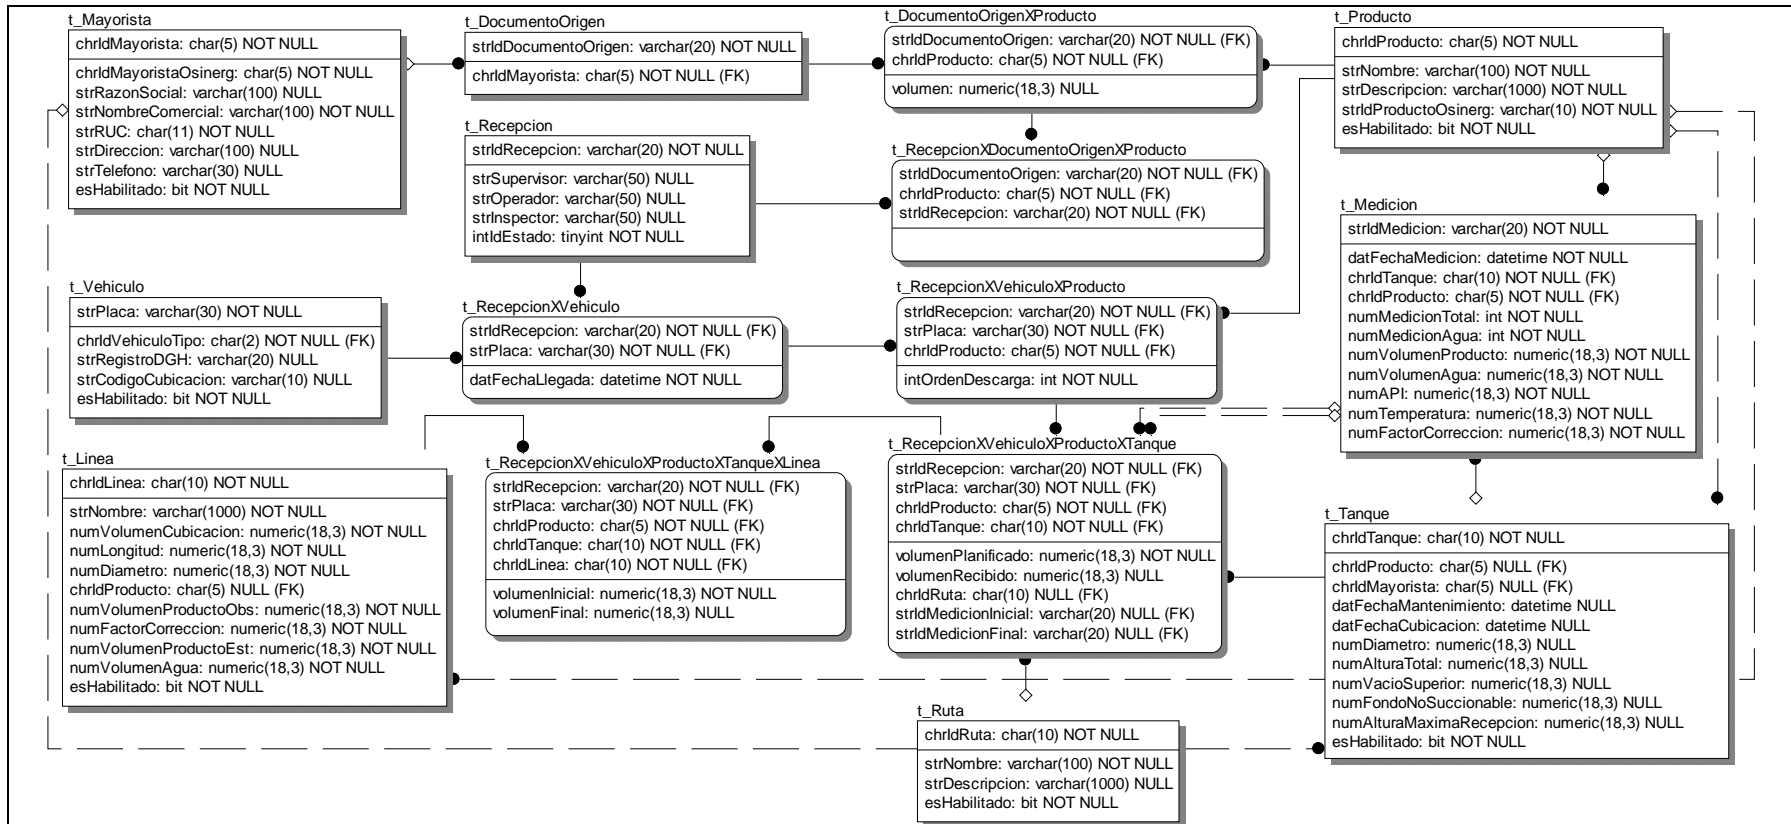 t_Mayorista
chrIdMayorista: char(5) NOT NULL
chrIdMayoristaOsinerg: char(5) NOT NULL
strRazonSocial: varchar(100) NULL
strNombreComercial: varchar(100) NOT NULL
strRUC: char(11) NOT NULL
strDireccion: varchar(100) NULL
strTelefono: varchar(30) NULL
esHabilitado: bit NOT NULL
t_DocumentoOrigen
strIdDocumentoOrigen: varchar(20) NOT NULL
chrIdMayorista: char(5) NOT NULL (FK)
t_DocumentoOrigenXProducto
strIdDocumentoOrigen: varchar(20) NOT NULL (FK)
chrIdProducto: char(5) NOT NULL (FK)
volumen: numeric(18,3) NULL
t_Producto
chrIdProducto: char(5) NOT NULL
strNombre: varchar(100) NOT NULL
strDescripcion: varchar(1000) NULL
strIdProductoOsinerg: varchar(10) NOT NULL
esHabilitado: bit NOT NULL
t_Recepcion
strIdRecepcion: varchar(20) NOT NULL
strSupervisor: varchar(50) NULL
strOperador: varchar(50) NULL
strInspector: varchar(50) NULL
intIdEstado: tinyint NOT NULL
t_RecepcionXDocumentoOrigenXProducto
strIdDocumentoOrigen: varchar(20) NOT NULL (FK)
chrIdProducto: char(5) NOT NULL (FK)
strIdRecepcion: varchar(20) NOT NULL (FK)
t_Medicion
strIdMedicion: varchar(20) NOT NULL
datFechaMedicion: datetime NOT NULL
chrIdTanque: char(10) NOT NULL (FK)
chrIdProducto: char(5) NOT NULL (FK)
numMedicionTotal: int NOT NULL
numMedicionAgua: int NOT NULL
numVolumenProducto: numeric(18,3) NOT NULL
numVolumenAgua: numeric(18,3) NOT NULL
numAPI: numeric(18,3) NOT NULL
numTemperatura: numeric(18,3) NOT NULL
numFactorCorreccion: numeric(18,3) NOT NULL
t_Vehiculo
strPlaca: varchar(30) NOT NULL
chrIdVehiculoTipo: char(2) NOT NULL (FK)
strRegistroDGH: varchar(20) NULL
strCodigoCubicacion: varchar(10) NULL
esHabilitado: bit NOT NULL
t_RecepcionXVehiculo
strIdRecepcion: varchar(20) NOT NULL (FK)
strPlaca: varchar(30) NOT NULL (FK)
datFechaLlegada: datetime NOT NULL
t_RecepcionXVehiculoXProducto
strIdRecepcion: varchar(20) NOT NULL (FK)
strPlaca: varchar(30) NOT NULL (FK)
chrIdProducto: char(5) NOT NULL (FK)
intOrdenDescarga: int NOT NULL
t_Linea
chrIdLinea: char(10) NOT NULL
strNombre: varchar(1000) NOT NULL
numVolumenCubicacion: numeric(18,3) NOT NULL
numLongitud: numeric(18,3) NOT NULL
numDiametro: numeric(18,3) NOT NULL
chrIdProducto: char(5) NULL (FK)
numVolumenProductoObs: numeric(18,3) NOT NULL
numFactorCorreccion: numeric(18,3) NOT NULL
numVolumenProductoEst: numeric(18,3) NOT NULL
numVolumenAgua: numeric(18,3) NOT NULL
esHabilitado: bit NOT NULL
t_RecepcionXVehiculoXProductoXTanqueXLinea
strIdRecepcion: varchar(20) NOT NULL (FK)
strPlaca: varchar(30) NOT NULL (FK)
chrIdProducto: char(5) NOT NULL (FK)
chrIdTanque: char(10) NOT NULL (FK)
chrIdLinea: char(10) NOT NULL (FK)
volumenInicial: numeric(18,3) NOT NULL
volumenFinal: numeric(18,3) NULL
t_RecepcionXVehiculoXProductoXTanque
strIdRecepcion: varchar(20) NOT NULL (FK)
strPlaca: varchar(30) NOT NULL (FK)
chrIdProducto: char(5) NOT NULL (FK)
chrIdTanque: char(10) NOT NULL (FK)
volumenPlanificado: numeric(18,3) NOT NULL
volumenRecibido: numeric(18,3) NULL
chrIdRuta: char(10) NULL (FK)
strIdMedicionInicial: varchar(20) NULL (FK)
strIdMedicionFinal: varchar(20) NULL (FK)
t_Tanque
chrIdTanque: char(10) NOT NULL
chrIdProducto: char(5) NULL (FK)
chrIdMayorista: char(5) NULL (FK)
datFechaMantenimiento: datetime NULL
datFechaCubicacion: datetime NULL
numDiametro: numeric(18,3) NULL
numAlturaTotal: numeric(18,3) NULL
numVacioSuperior: numeric(18,3) NULL
numFondoNoSuccionable: numeric(18,3) NULL
numAlturaMaximaRecepcion: numeric(18,3) NULL
esHabilitado: bit NOT NULL
t_Ruta
chrIdRuta: char(10) NOT NULL
strNombre: varchar(100) NOT NULL
strDescripcion: varchar(1000) NULL
esHabilitado: bit NOT NULL